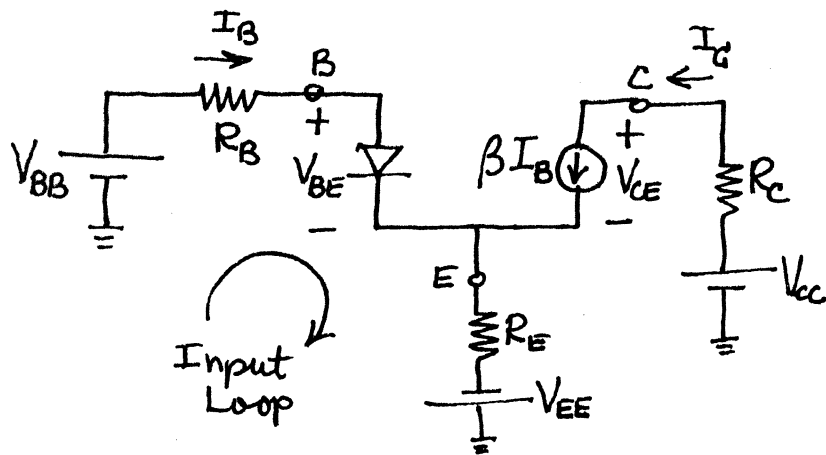 I_B
B
+
R_B
V_BB
V_BE
−
C
I_C
+
βI_B
V_CE
−
R_C
V_CC
E
R_E
V_EE
Input
Loop